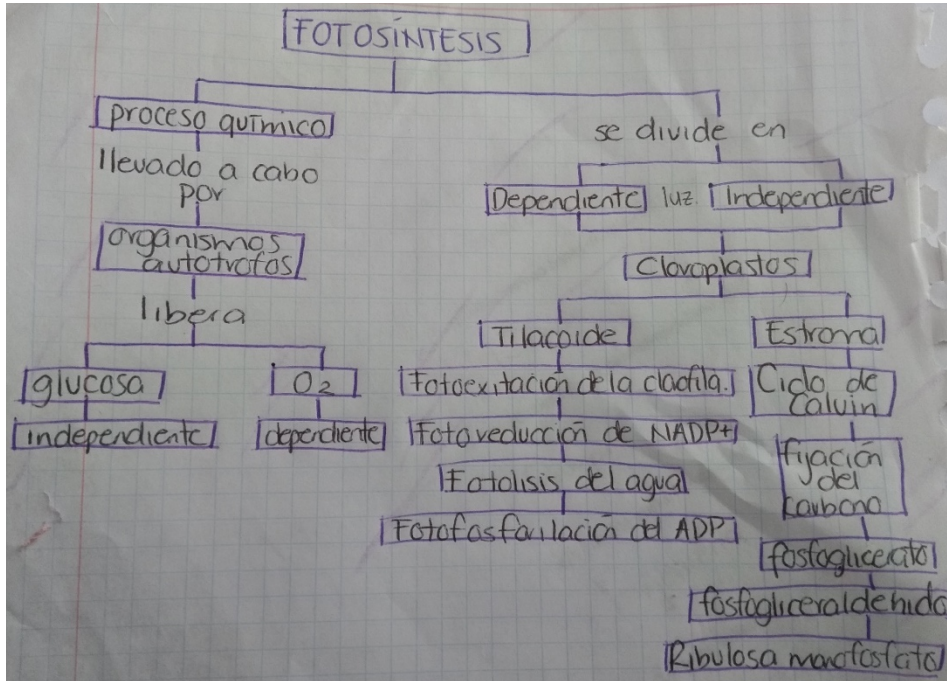 FOTOSÍNTESIS
proceso químico
llevado a cabo
por
organismos
autótrofos
libera
glucosa
O2
independiente
dependiente
se divide en
Dependiente luz Independiente
Cloroplastos
Tilacoide
Fotoexitación de la clorofila.
Fotoreducción de NADP+
Fotolisis del agua
Fotofosforilación del ADP
Estroma
Ciclo de
Calvin
fijación
del
carbono
fosfoglicerato
fosfogliceraldehido
Ribulosa monofosfato